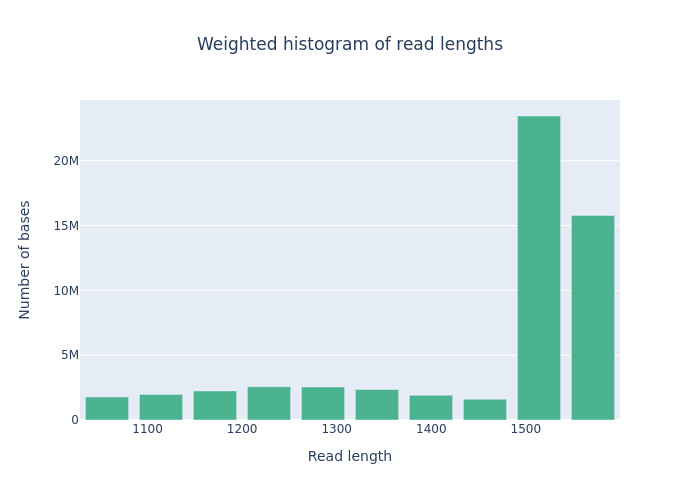 Weighted histogram of read lengths
Number of bases
20M
15M
10M
5M
0
1100 1200 1300 1400 1500
Read length